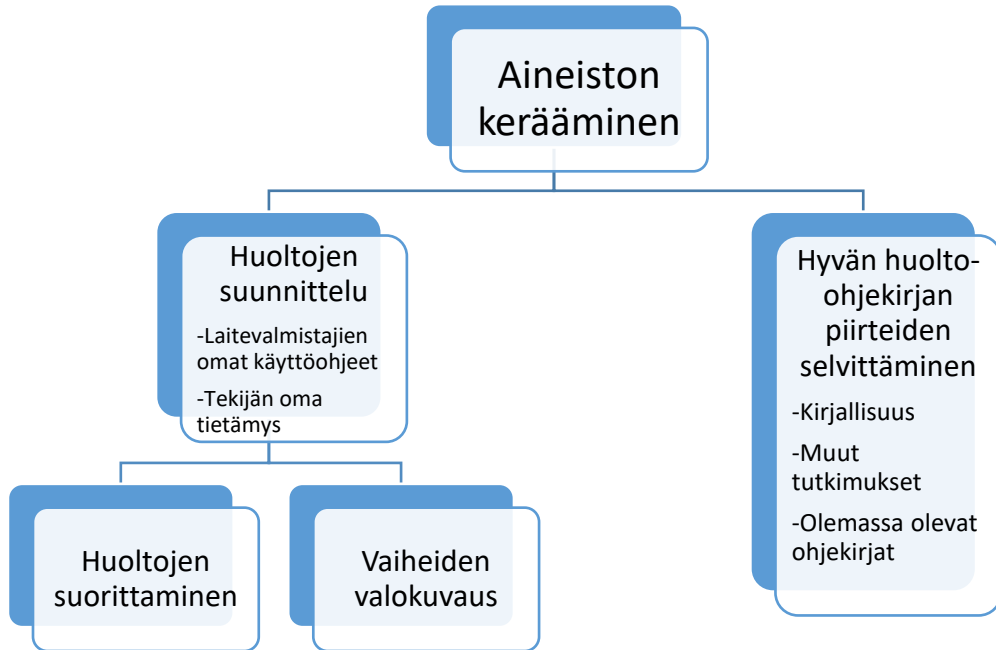 Aineiston
kerääminen
Huoltojen
suunnittelu
-Laitevalmistajien
omat käyttöohjeet
-Tekijän oma
tietämys
Hyvän huolto-
ohjekirjan
piirteiden
selvittäminen
-Kirjallisuus
-Muut
tutkimukset
-Olemassa olevat
ohjekirjat
Huoltojen
suorittaminen
Vaiheiden
valokuvaus